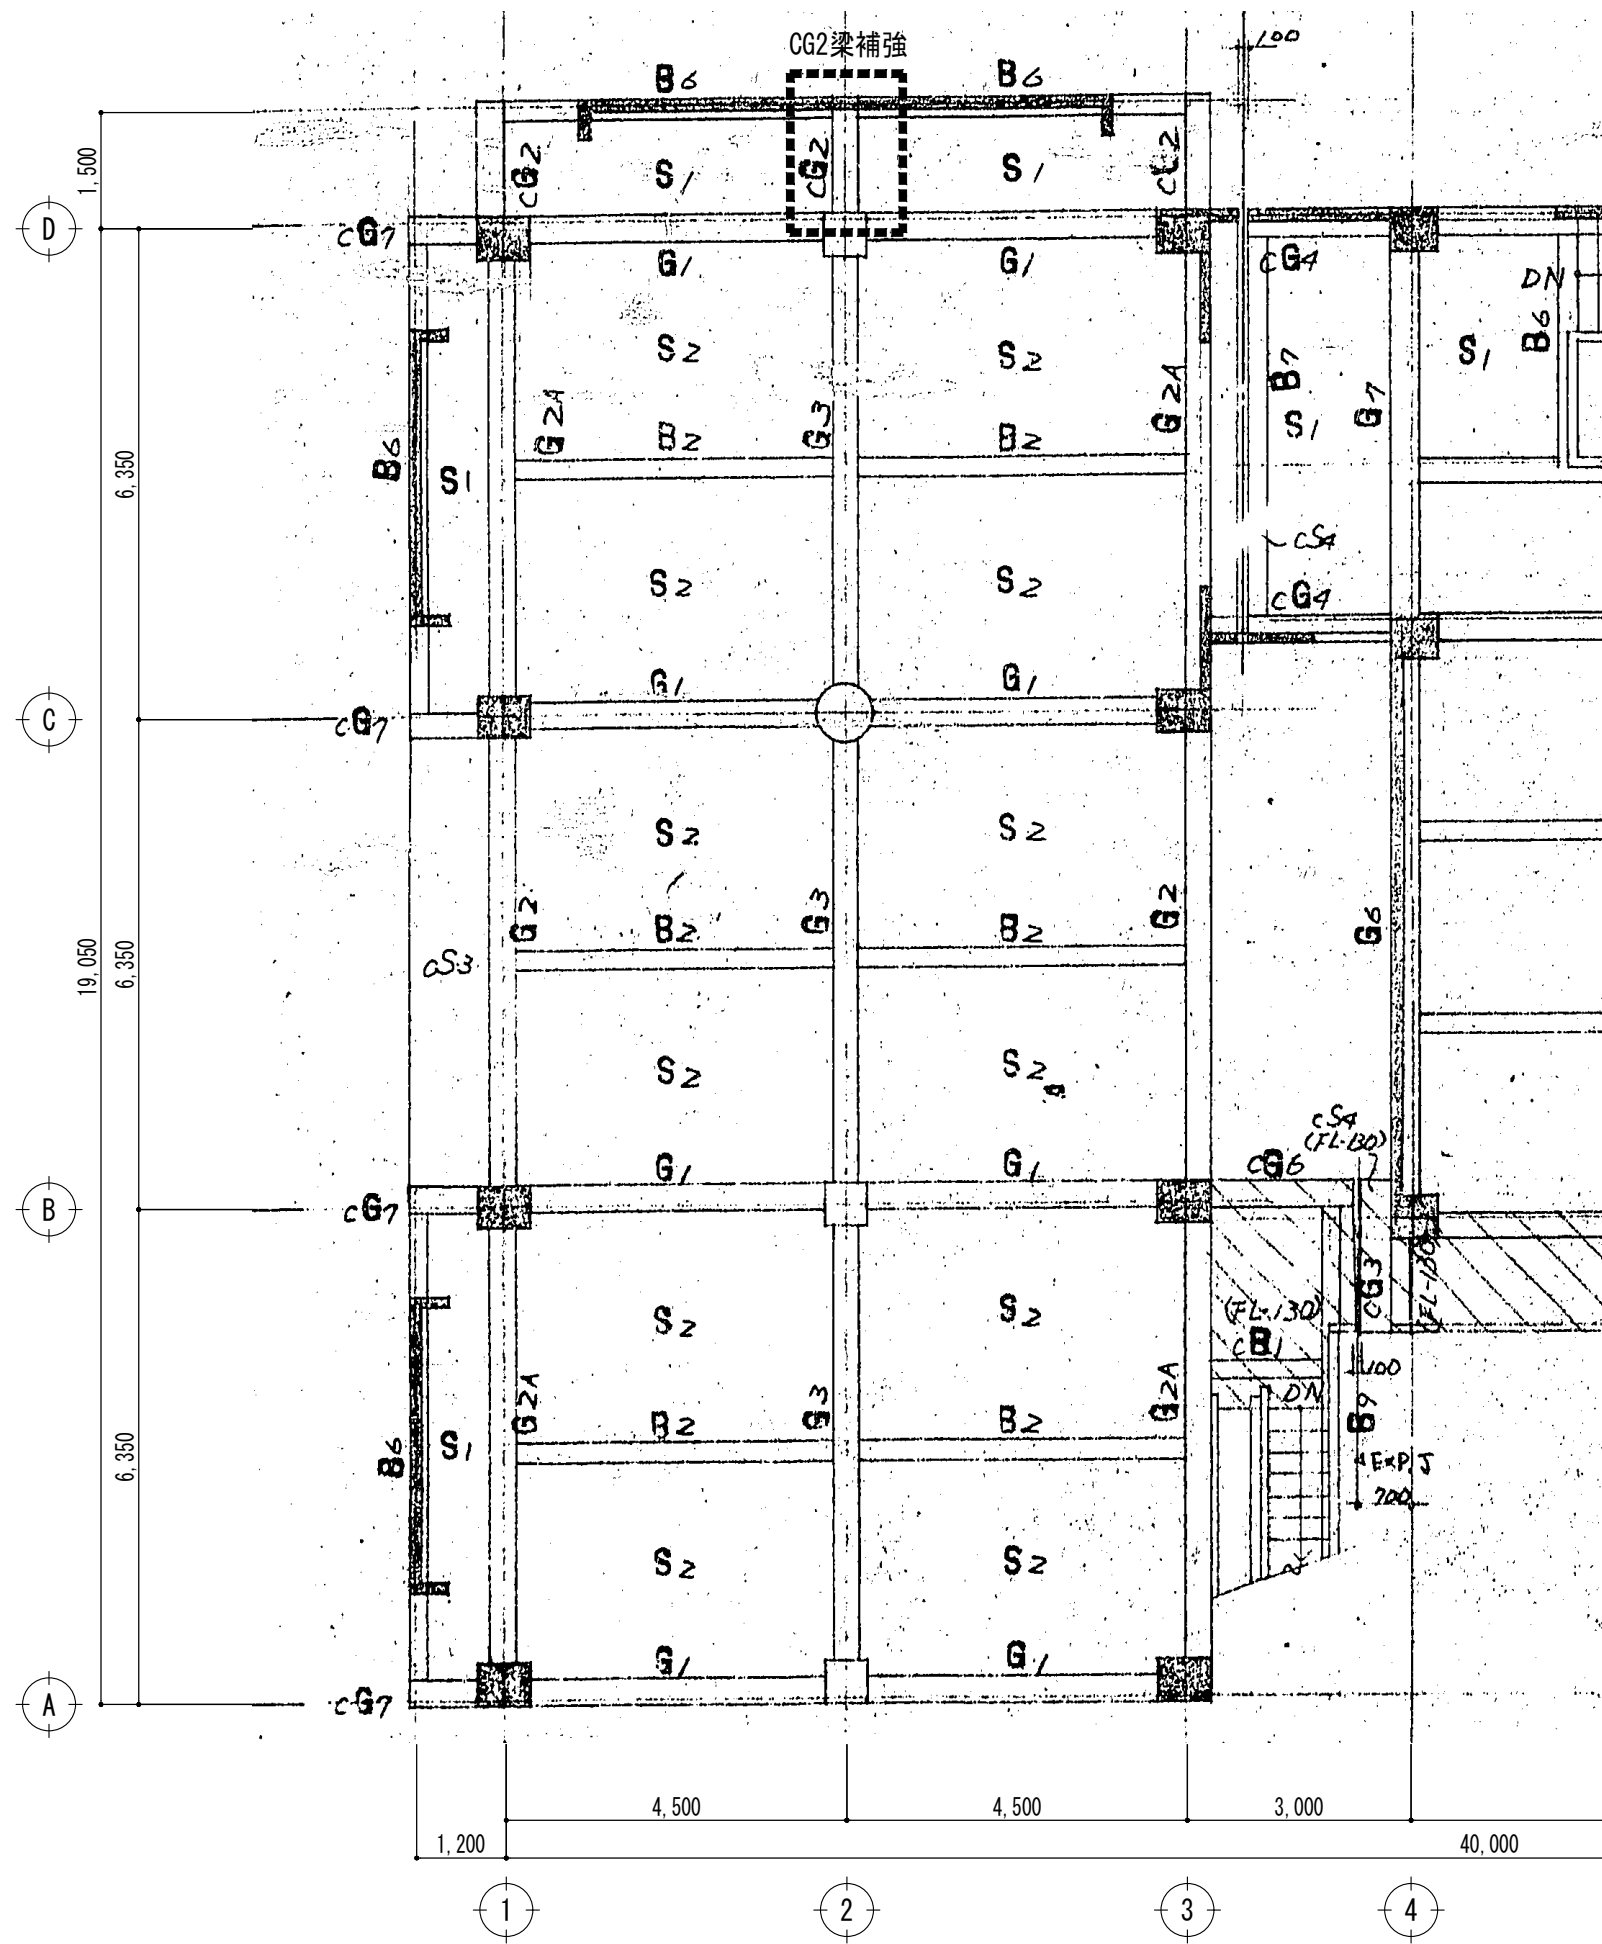 CG2梁補強
100
B6
B6
1,500
CG2
S1
CG2
S1
D
CG7
G1
G1
CG4
DN
S2
S2
B7
S1
B6
G2A
B2
G3
B2
G2A
S1
G7
B6
S1
6,350
cS4
S2
S2
CG4
G1
G1
C
CG7
S2
S2
G2
B2
G3
B2
G2
G6
19,050
6,350
cS3
S2
S2
cS4
(FL-130)
G1
G1
CG6
B
CG7
S2
S2
(FL-130)
CG3
(FL-130)
CB1
100
DN
G2A
B2
G3
B2
G2A
B9
B6
S1
EXP.J
6,350
700
S2
S2
G1
G1
A
CG7
4,500
4,500
3,000
1,200
40,000
1
2
3
4